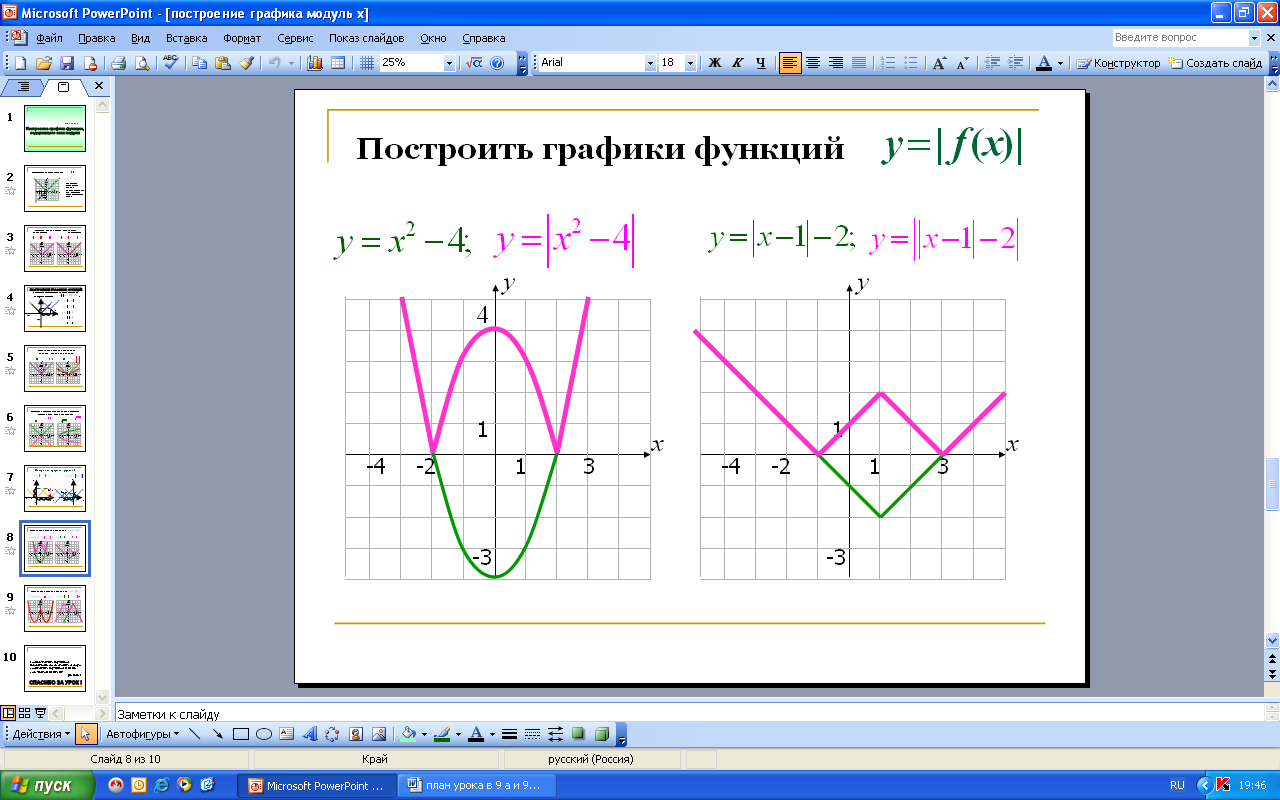 Microsoft PowerPoint - [построение графика модуль x]
Файл Правка Вид Вставка Формат Сервис Показ слайдов Окно Справка
Введите вопрос
25%
Arial 18 Ж К Ч Конструктор Создать слайд
1
2
3
4
5
6
7
8
9
10
СПАСИБО ЗА УРОК !
Построить графики функций y=|f(x)|
y = x² − 4; y = |x² − 4|
y = |x−1| − 2; y = ||x−1| − 2|
y
4
1
x
-4 -2 1 3
-3
y
1
x
-4 -2 1 3
-3
Заметки к слайду
Действия Автофигуры
Слайд 8 из 10 Край русский (Россия)
пуск Microsoft PowerPoint ... план урока в 9 а и 9... RU 19:46